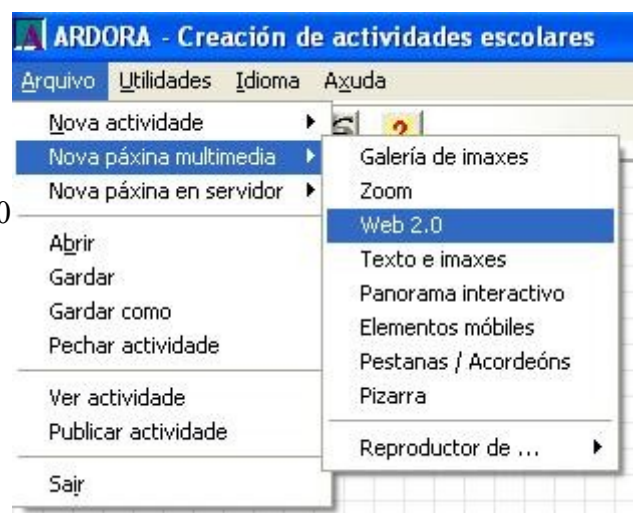 ARDORA - Creación de actividades escolares
Arquivo Utilidades Idioma Axuda
Nova actividade
Nova páxina multimedia
Nova páxina en servidor
Abrir
Gardar
Gardar como
Pechar actividade
Ver actividade
Publicar actividade
Sair
Galería de imaxes
Zoom
Web 2.0
Texto e imaxes
Panorama interactivo
Elementos móbiles
Pestanas / Acordeóns
Pizarra
Reproductor de ...
0